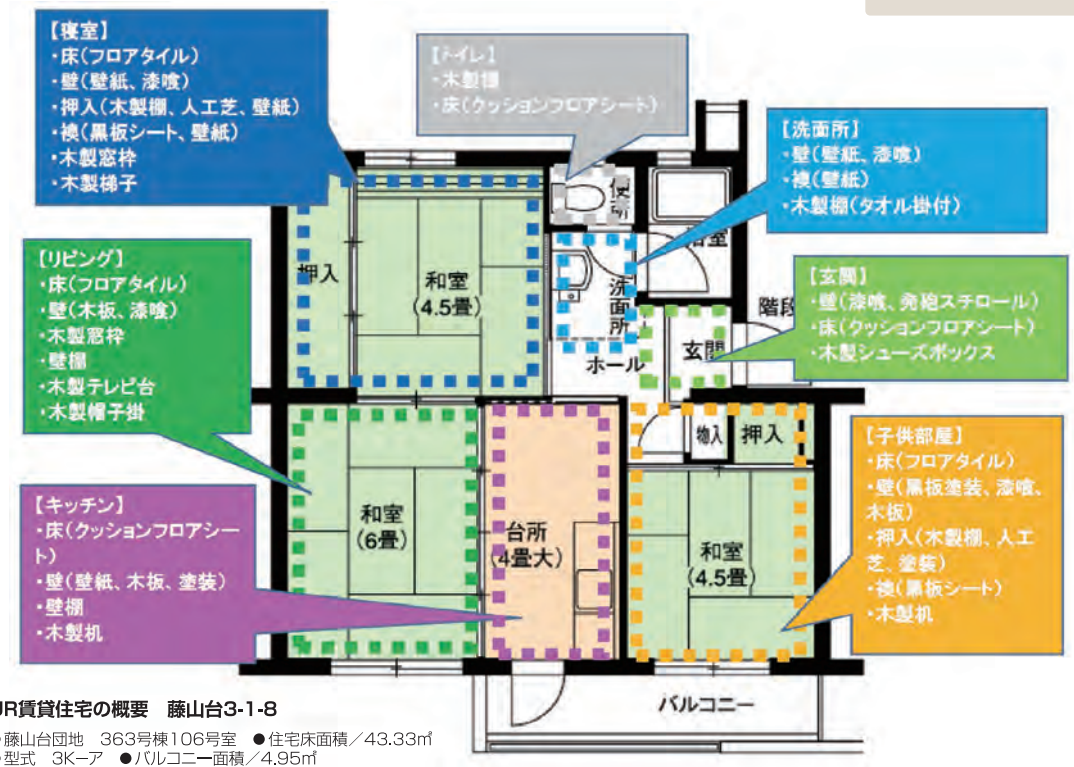 【寝室】
・床(フロアタイル)
・壁(壁紙、漆喰)
・押入(木製棚、人工芝、壁紙)
・襖(黒板シート、壁紙)
・木製窓枠
・木製梯子
【トイレ】
・木製棚
・床(クッションフロアシート)
【洗面所】
・壁(壁紙、漆喰)
・襖(壁紙)
・木製棚(タオル掛付)
【リビング】
・床(フロアタイル)
・壁(木板、漆喰)
・木製窓枠
・壁棚
・木製テレビ台
・木製帽子掛
【玄関】
・壁(漆喰、発砲スチロール)
・床(クッションフロアシート)
・木製シューズボックス
【キッチン】
・床(クッションフロアシー
ト)
・壁(壁紙、木板、塗装)
・壁棚
・木製机
【子供部屋】
・床(フロアタイル)
・壁(黒板塗装、漆喰、
木板)
・押入(木製棚、人工
芝、塗装)
・襖(黒板シート)
・木製机
便所
押入
和室
(4.5畳)
洗面所
階段
ホール
玄関
物入
押入
和室
(6畳)
台所
(4畳大)
和室
(4.5畳)
バルコニー
UR賃貸住宅の概要 藤山台3-1-8
藤山台団地 363号棟106号室 ●住宅床面積/43.33㎡
型式 3K-ア ●バルコニー面積/4.95㎡